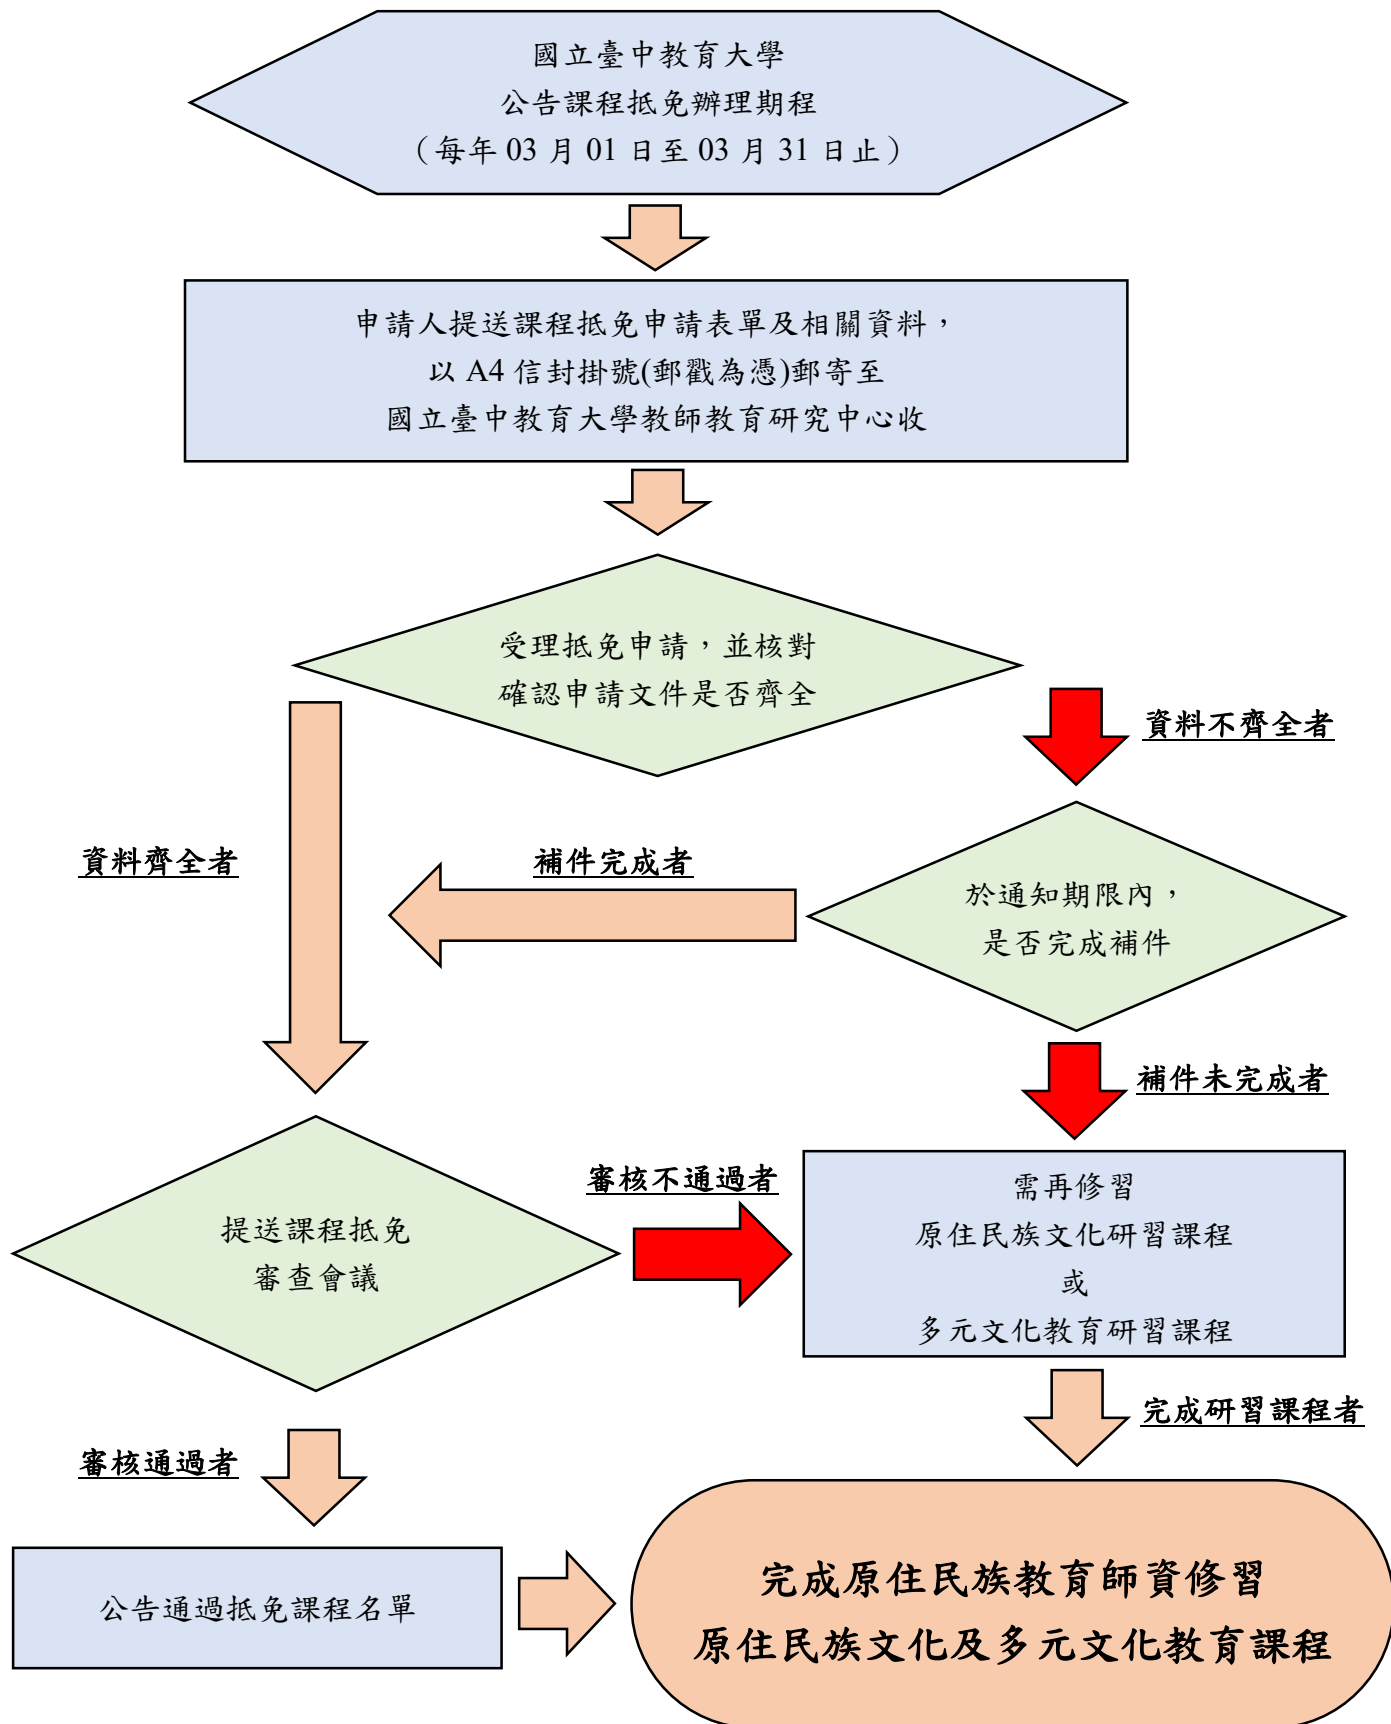 國立臺中教育大學
公告課程抵免辦理期程
（每年 03 月 01 日至 03 月 31 日止）
申請人提送課程抵免申請表單及相關資料，
以 A4 信封掛號(郵戳為憑)郵寄至
國立臺中教育大學教師教育研究中心收
受理抵免申請，並核對
確認申請文件是否齊全
資料不齊全者
資料齊全者
補件完成者
於通知期限內，
是否完成補件
補件未完成者
審核不通過者
提送課程抵免
審查會議
需再修習
原住民族文化研習課程
或
多元文化教育研習課程
完成研習課程者
審核通過者
公告通過抵免課程名單
完成原住民族教育師資修習
原住民族文化及多元文化教育課程